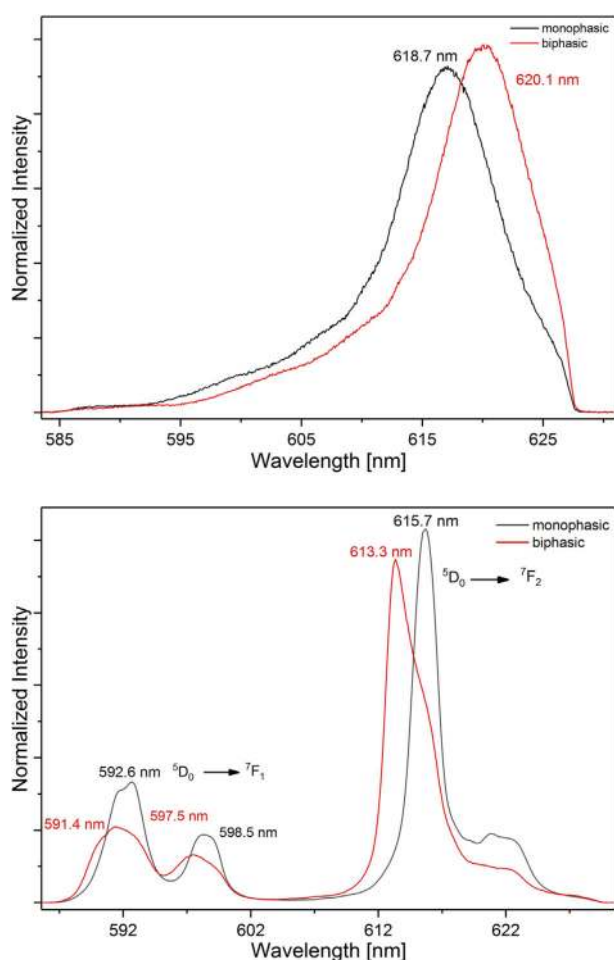 monophasic
biphasic
618.7 nm
620.1 nm
Normalized Intensity
585 595 605 615 625
Wavelength [nm]
615.7 nm
monophasic
biphasic
613.3 nm
⁵D₀ → ⁷F₂
Normalized Intensity
592.6 nm ⁵D₀ → ⁷F₁
591.4 nm 597.5 nm
598.5 nm
592 602 612 622
Wavelength [nm]